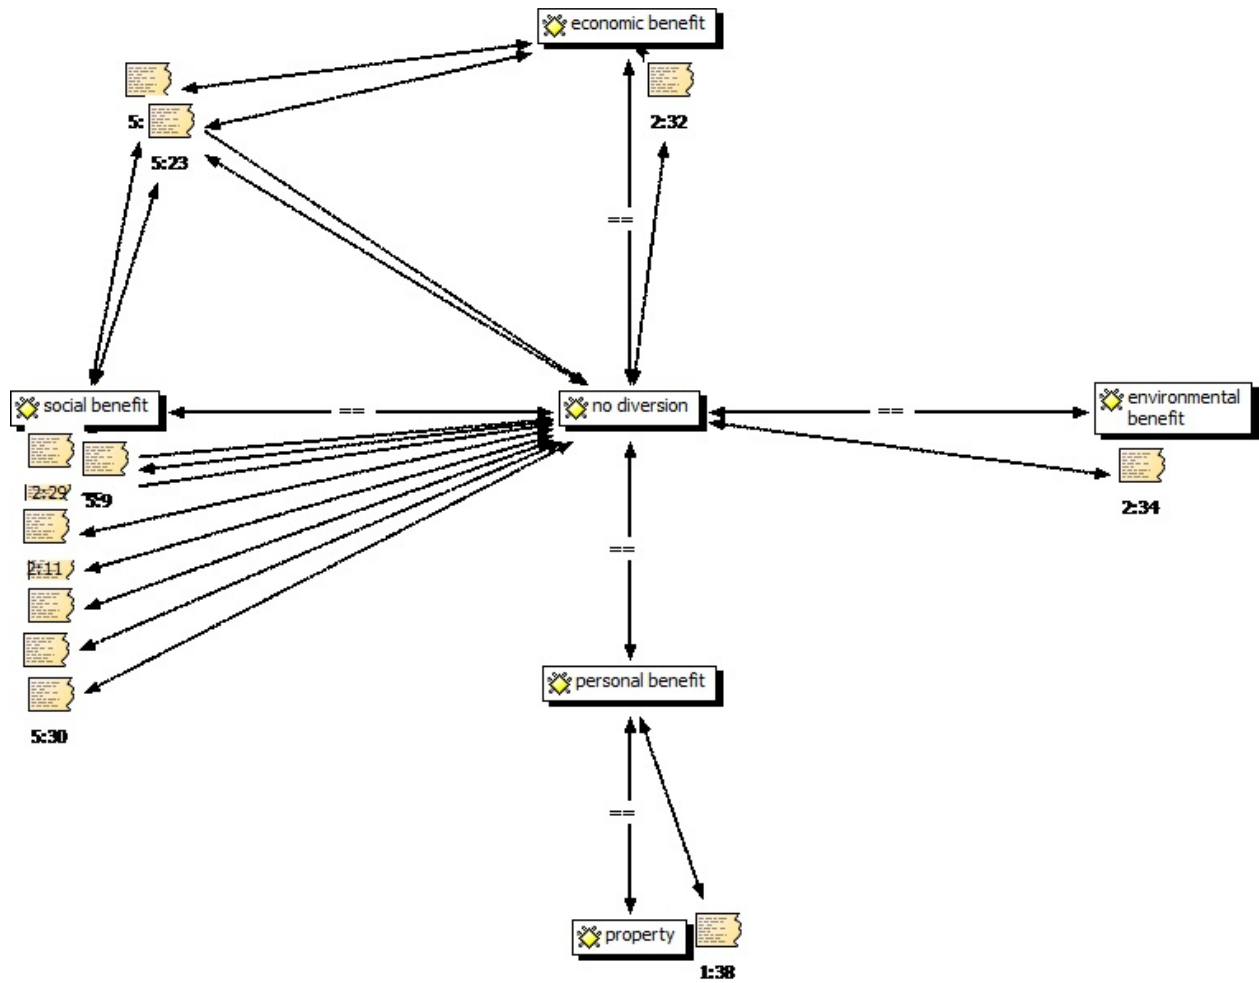 economic benefit
2:32
5:
5:23
==
social benefit
==
no diversion
==
environmental
benefit
2:29
5:9
2:34
2:11
==
personal benefit
5:30
==
property
1:38